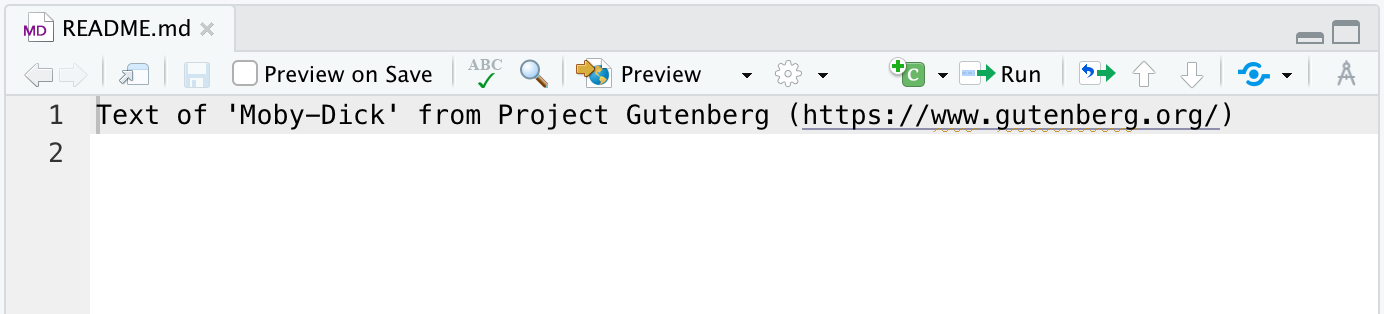 MD README.md
Preview on Save ABC Preview C Run
1 Text of 'Moby-Dick' from Project Gutenberg (https://www.gutenberg.org/)
2